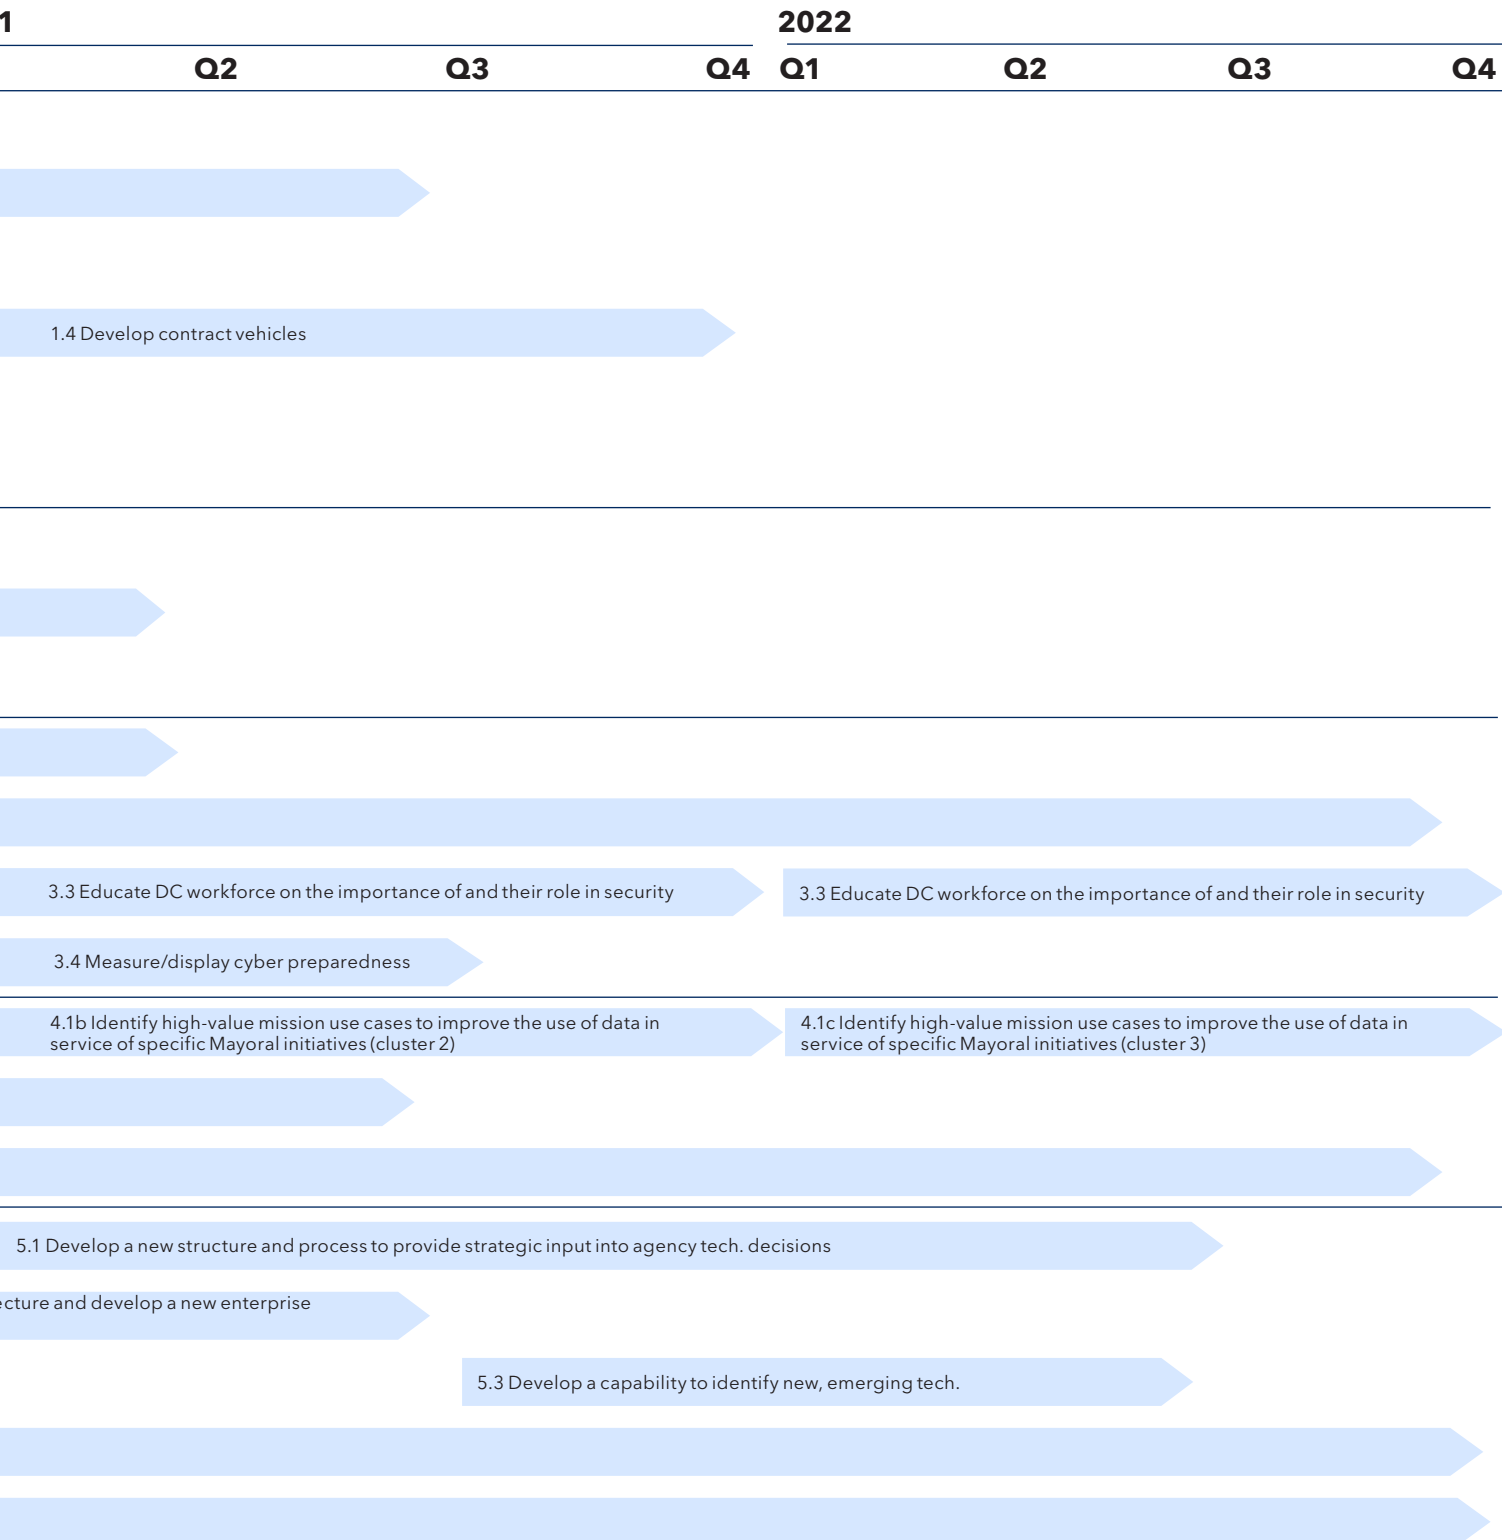 1 2022
Q2 Q3 Q4 Q1 Q2 Q3 Q4
1.4 Develop contract vehicles
3.3 Educate DC workforce on the importance of and their role in security
3.3 Educate DC workforce on the importance of and their role in security
3.4 Measure/display cyber preparedness
4.1b Identify high-value mission use cases to improve the use of data in
service of specific Mayoral initiatives (cluster 2)
4.1c Identify high-value mission use cases to improve the use of data in
service of specific Mayoral initiatives (cluster 3)
5.1 Develop a new structure and process to provide strategic input into agency tech. decisions
ecture and develop a new enterprise
5.3 Develop a capability to identify new, emerging tech.